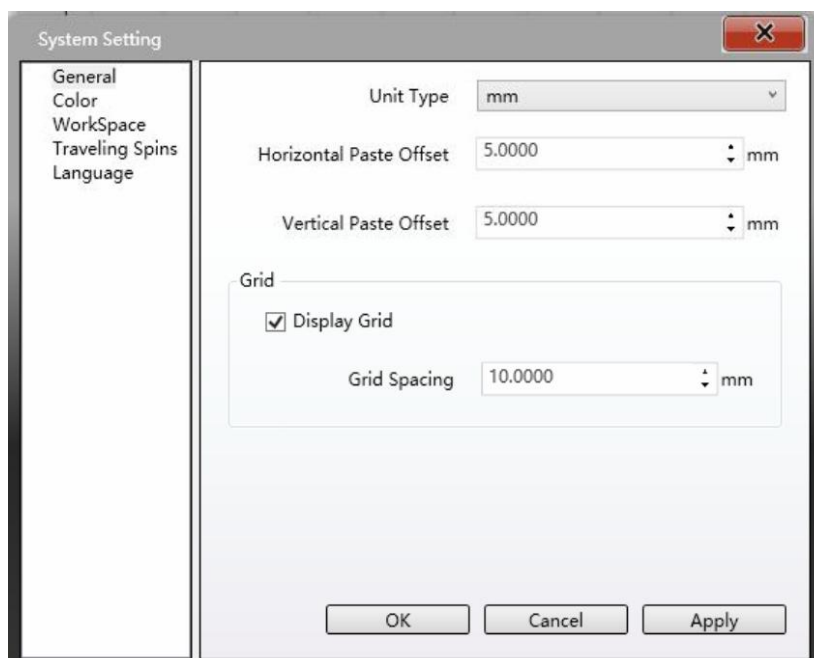 System Setting
General
Color
WorkSpace
Traveling Spins
Language
Unit Type mm
Horizontal Paste Offset 5.0000 mm
Vertical Paste Offset 5.0000 mm
Grid
Display Grid
Grid Spacing 10.0000 mm
OK Cancel Apply